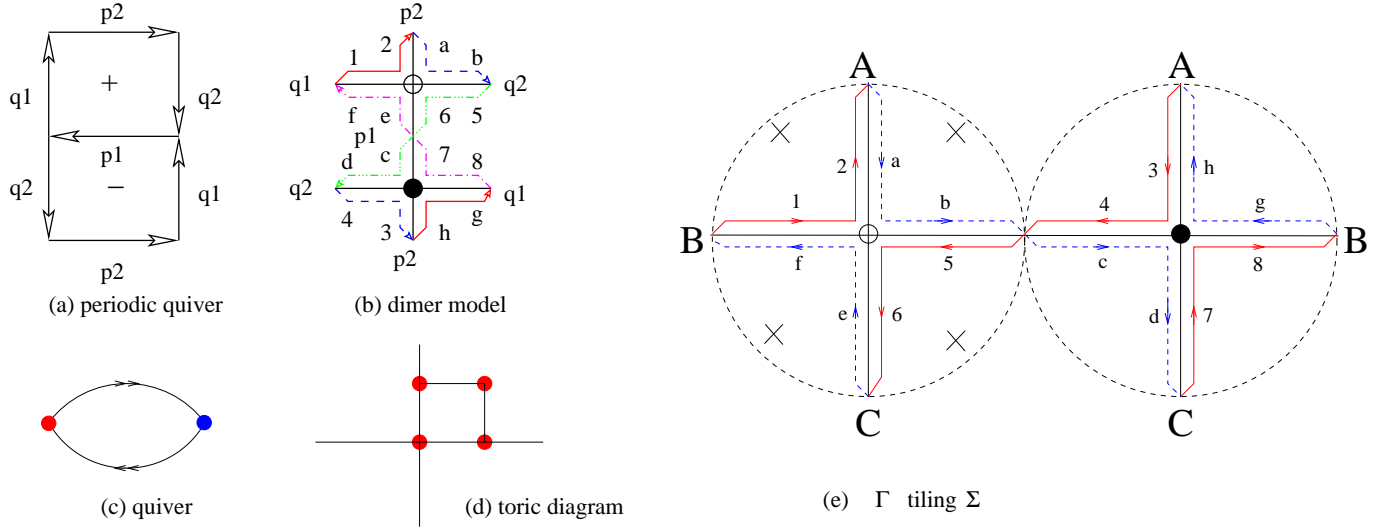 p2
+
q1
q2
p1
−
q2
q1
p2
(a) periodic quiver
p2
1
2
a
b
q1
q2
f
e
6
5
p1
d
c
7
8
q2
q1
4
3
h
g
p2
(b) dimer model
(c) quiver
(d) toric diagram
A
A
2
a
3
h
1
b
4
g
B
B
f
5
c
8
e
6
d
7
C
C
(e) Γ tiling Σ